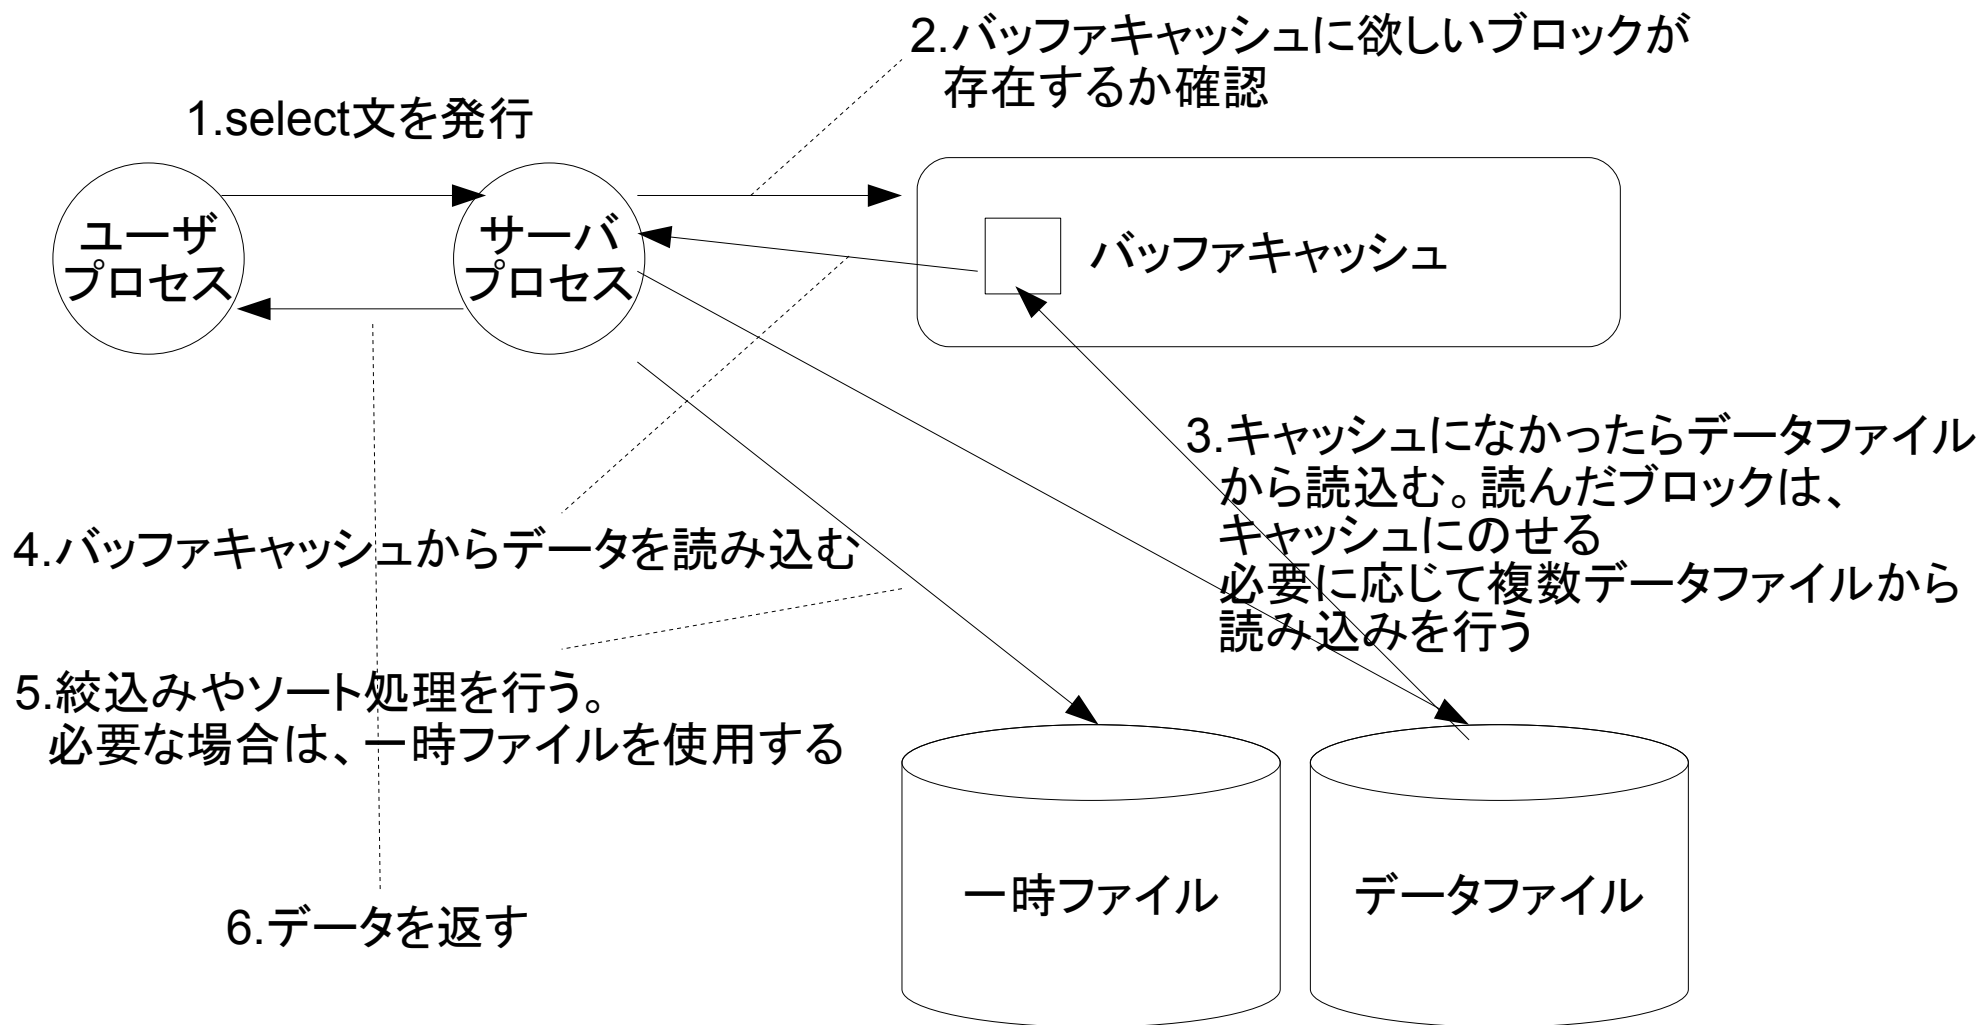 2.バッファキャッシュに欲しいブロックが
存在するか確認
1.select文を発行
ユーザ
プロセス
サーバ
プロセス
バッファキャッシュ
3.キャッシュになかったらデータファイル
から読込む。読んだブロックは、
キャッシュにのせる
必要に応じて複数データファイルから
読み込みを行う
4.バッファキャッシュからデータを読み込む
5.絞込みやソート処理を行う。
必要な場合は、一時ファイルを使用する
6.データを返す
一時ファイル
データファイル